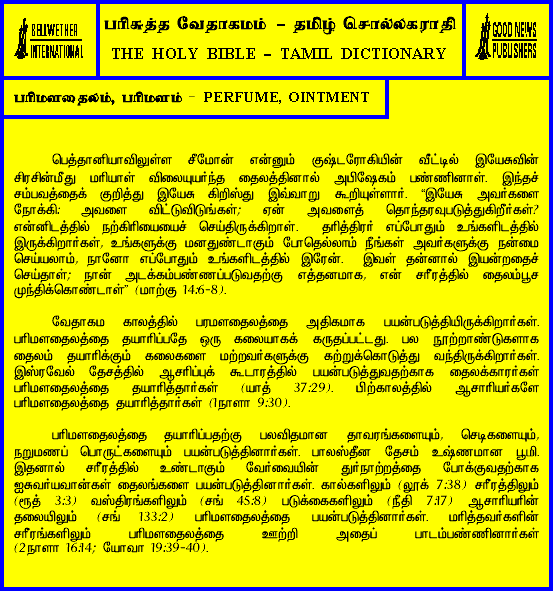 BELLWETHER
INTERNATIONAL
பரிசுத்த வேதாகமம் – தமிழ் சொல்லகராதி
THE HOLY BIBLE – TAMIL DICTIONARY
GOOD NEWS
PUBLISHERS
பரிமளதைலம், பரிமளம் – PERFUME, OINTMENT
பெத்தானியாவிலுள்ள சீமோன் என்னும் குஷ்டரோகியின் வீட்டில் இயேசுவின்
சிரசின்மீது மரியாள் விலையுயர்ந்த தைலத்தினால் அபிஷேகம் பண்ணினாள். இந்தச்
சம்பவத்தைக் குறித்து இயேசு கிறிஸ்து இவ்வாறு கூறியுள்ளார். “இயேசு அவர்களை
நோக்கி: அவளை விட்டுவிடுங்கள்; ஏன் அவளைத் தொந்தரவுபடுத்துகிறீர்கள்?
என்னிடத்தில் நற்கிரியையைச் செய்திருக்கிறாள். தரித்திரர் எப்போதும் உங்களிடத்தில்
இருக்கிறார்கள், உங்களுக்கு மனதுண்டாகும் போதெல்லாம் நீங்கள் அவர்களுக்கு நன்மை
செய்யலாம், நானோ எப்போதும் உங்களிடத்தில் இரேன். இவள் தன்னால் இயன்றதைச்
செய்தாள்; நான் அடக்கம்பண்ணப்படுவதற்கு எத்தனமாக, என் சரீரத்தில் தைலம்பூச
முந்திக்கொண்டாள்” (மாற்கு 14:6-8).
வேதாகம காலத்தில் பரமளதைலத்தை அதிகமாக பயன்படுத்தியிருக்கிறார்கள்.
பரிமளதைலத்தை தயாரிப்பதே ஒரு கலையாகக் கருதப்பட்டது. பல நூற்றாண்டுகளாக
தைலம் தயாரிக்கும் கலைகளை மற்றவர்களுக்கு கற்றுக்கொடுத்து வந்திருக்கிறார்கள்.
இஸ்ரவேல் தேசத்தில் ஆசரிப்புக் கூடாரத்தில் பயன்படுத்துவதற்காக தைலக்காரர்கள்
பரிமளதைலத்தை தயாரித்தார்கள் (யாத் 37:29). பிற்காலத்தில் ஆசாரியர்களே
பரிமளதைலத்தை தயாரித்தார்கள் (1நாளா 9:30).
பரிமளதைலத்தை தயாரிப்பதற்கு பலவிதமான தாவரங்களையும், செடிகளையும்,
நறுமணப் பொருட்களையும் பயன்படுத்தினார்கள். பாலஸ்தீன தேசம் உஷ்ணமான பூமி.
இதனால் சரீரத்தில் உண்டாகும் வேர்வையின் துர்நாற்றத்தை போக்குவதற்காக
ஐசுவர்யவான்கள் தைலங்களை பயன்படுத்தினார்கள். கால்களிலும் (லூக் 7:38) சரீரத்திலும்
(ரூத் 3:3) வஸ்திரங்களிலும் (சங் 45:8) படுக்கைகளிலும் (நீதி 7:17) ஆசாரியரின்
தலையிலும் (சங் 133:2) பரிமளதைலத்தை பயன்படுத்தினார்கள். மரித்தவர்களின்
சரீரங்களிலும் பரிமளதைலத்தை ஊற்றி அதைப் பாடம்பண்ணினார்கள்
(2நாளா 16:14; யோவா 19:39-40).